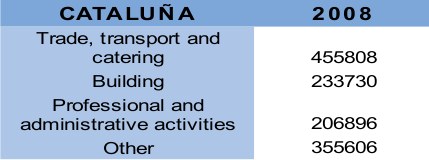 CATALUÑA 2008
Trade, transport and
catering 455808
Building 233730
Professional and
administrative activities 206896
Other 355606